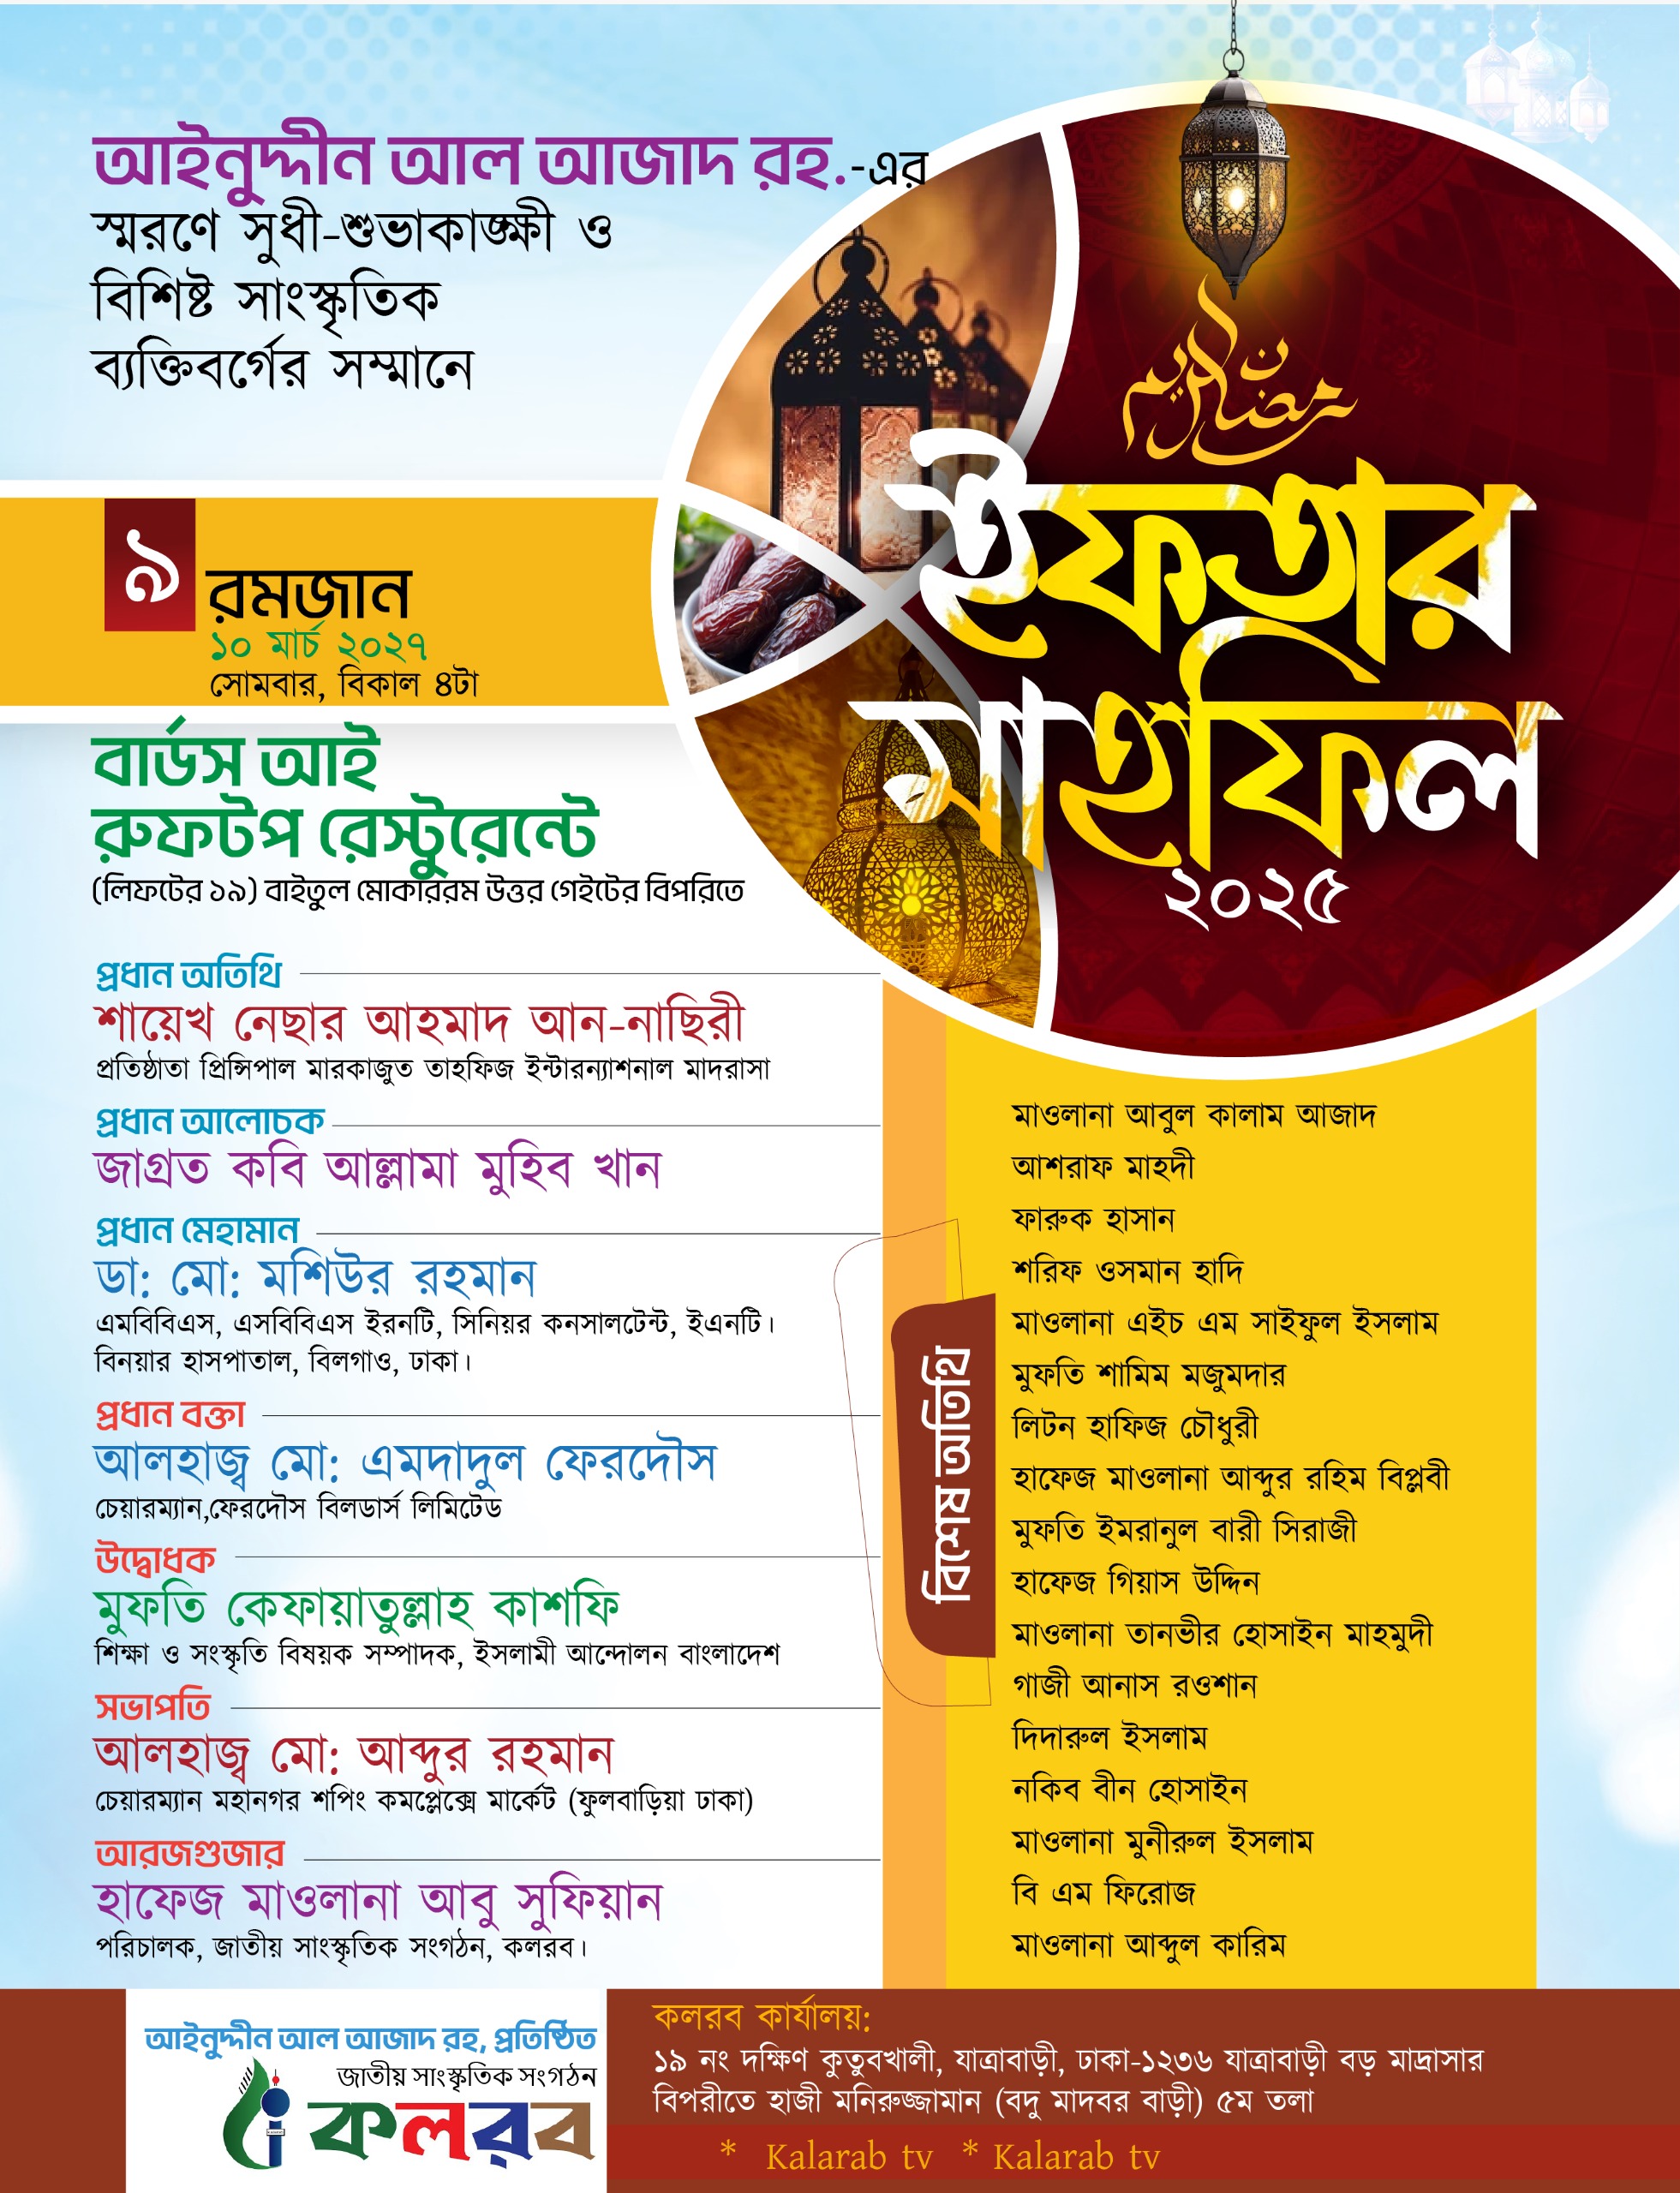 আইনুদ্দীন আল আজাদ রহ.-এর
স্মরণে সুধী-শুভাকাঙ্ক্ষী ও
বিশিষ্ট সাংস্কৃতিক
ব্যক্তিবর্গের সম্মানে
رمضان كريم
ইফতার
মাহফিল
২০২৫
৯ রমজান
১০ মার্চ ২০২৭
সোমবার, বিকাল ৪টা
বার্ডস আই
রুফটপ রেস্টুরেন্টে
(লিফটের ১৯) বাইতুল মোকাররম উত্তর গেইটের বিপরিতে
প্রধান অতিথি
শায়েখ নেছার আহমাদ আন-নাছিরী
প্রতিষ্ঠাতা প্রিন্সিপাল মারকাজুত তাহফিজ ইন্টারন্যাশনাল মাদরাসা
প্রধান আলোচক
জাগ্রত কবি আল্লামা মুহিব খান
প্রধান মেহামান
ডা: মো: মশিউর রহমান
এমবিবিএস, এসবিবিএস ইরনটি, সিনিয়র কনসালটেন্ট, ইএনটি।
বিনয়ার হাসপাতাল, বিলগাও, ঢাকা।
প্রধান বক্তা
আলহাজ্ব মো: এমদাদুল ফেরদৌস
চেয়ারম্যান,ফেরদৌস বিলডার্স লিমিটেড
উদ্বোধক
মুফতি কেফায়াতুল্লাহ কাশফি
শিক্ষা ও সংস্কৃতি বিষয়ক সম্পাদক, ইসলামী আন্দোলন বাংলাদেশ
সভাপতি
আলহাজ্ব মো: আব্দুর রহমান
চেয়ারম্যান মহানগর শপিং কমপ্লেক্সে মার্কেট (ফুলবাড়িয়া ঢাকা)
আরজগুজার
হাফেজ মাওলানা আবু সুফিয়ান
পরিচালক, জাতীয় সাংস্কৃতিক সংগঠন, কলরব।
বিশেষ অতিথি
মাওলানা আবুল কালাম আজাদ
আশরাফ মাহদী
ফারুক হাসান
শরিফ ওসমান হাদি
মাওলানা এইচ এম সাইফুল ইসলাম
মুফতি শামিম মজুমদার
লিটন হাফিজ চৌধুরী
হাফেজ মাওলানা আব্দুর রহিম বিপ্লবী
মুফতি ইমরানুল বারী সিরাজী
হাফেজ গিয়াস উদ্দিন
মাওলানা তানভীর হোসাইন মাহমুদী
গাজী আনাস রওশান
দিদারুল ইসলাম
নকিব বীন হোসাইন
মাওলানা মুনীরুল ইসলাম
বি এম ফিরোজ
মাওলানা আব্দুল কারিম
আইনুদ্দীন আল আজাদ রহ, প্রতিষ্ঠিত
জাতীয় সাংস্কৃতিক সংগঠন
কলরব
কলরব কার্যালয়:
১৯ নং দক্ষিণ কুতুবখালী, যাত্রাবাড়ী, ঢাকা-১২৩৬ যাত্রাবাড়ী বড় মাদ্রাসার
বিপরীতে হাজী মনিরুজ্জামান (বদু মাদবর বাড়ী) ৫ম তলা
* Kalarab tv * Kalarab tv